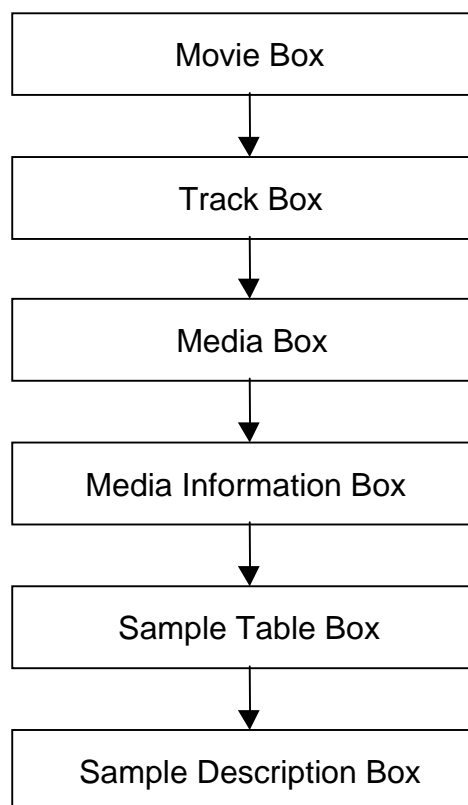 Movie Box
Track Box
Media Box
Media Information Box
Sample Table Box
Sample Description Box